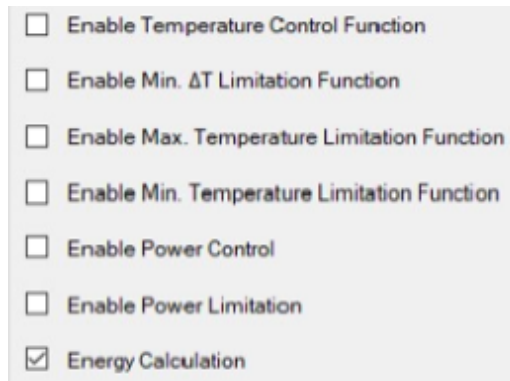 Enable Temperature Control Function
Enable Min. ΔT Limitation Function
Enable Max. Temperature Limitation Function
Enable Min. Temperature Limitation Function
Enable Power Control
Enable Power Limitation
Energy Calculation